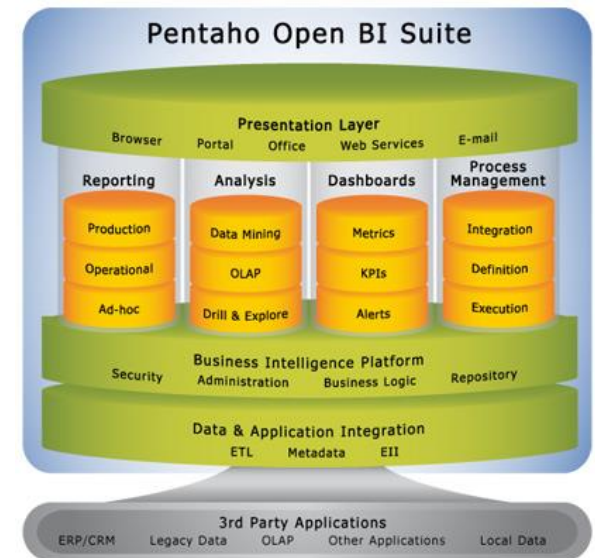 Pentaho Open BI Suite
Presentation Layer
Browser Portal Office Web Services E-mail
Reporting Analysis Dashboards Process Management
Production Data Mining Metrics Integration
Operational OLAP KPIs Definition
Ad-hoc Drill & Explore Alerts Execution
Business Intelligence Platform
Security Administration Business Logic Repository
Data & Application Integration
ETL Metadata EII
3rd Party Applications
ERP/CRM Legacy Data OLAP Other Applications Local Data